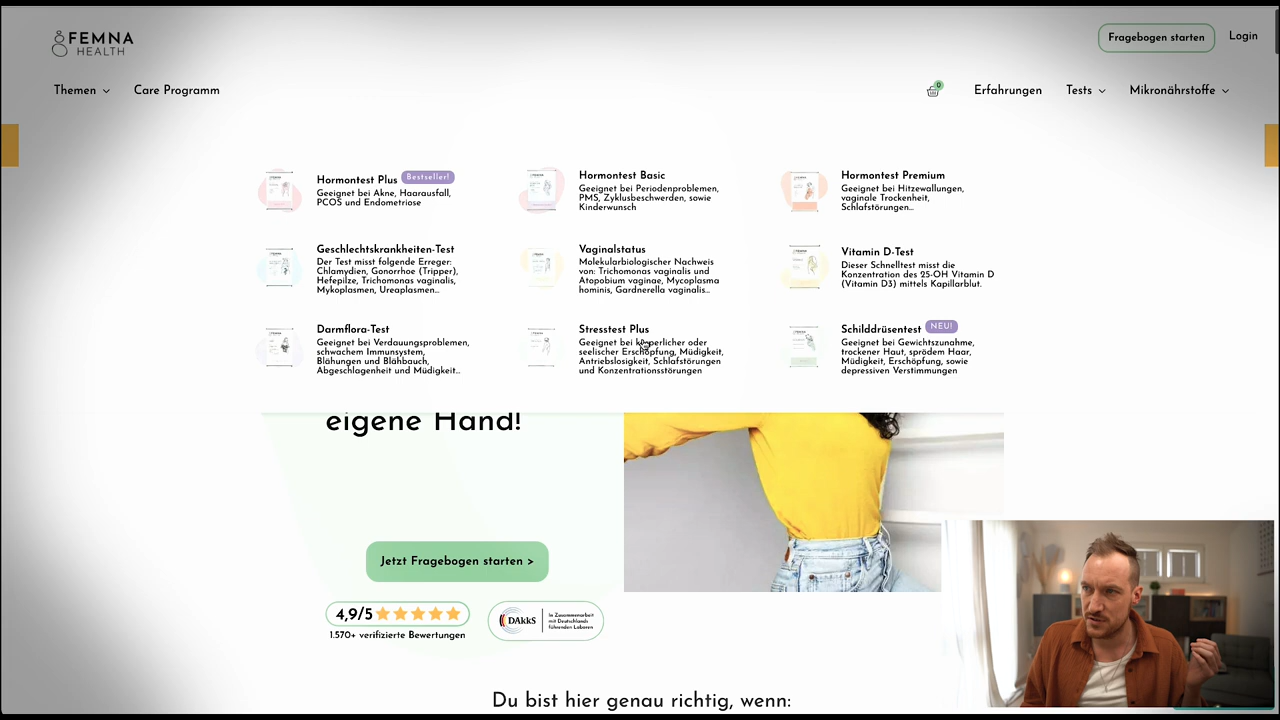 FEMNA
HEALTH
Fragebogen starten
Login
Themen
Care Programm
0
Erfahrungen
Tests
Mikronährstoffe
Hormontest Plus
Bestseller!
Geeignet bei Akne, Haarausfall,
PCOS und Endometriose
Hormontest Basic
Geeignet bei Periodenproblemen,
PMS, Zyklusbeschwerden, sowie
Kinderwunsch
Hormontest Premium
Geeignet bei Hitzewallungen,
vaginale Trockenheit,
Schlafstörungen...
Geschlechtskrankheiten-Test
Der Test misst folgende Erreger:
Chlamydien, Gonorrhoe (Tripper),
Hefepilze, Trichomonas vaginalis,
Mykoplasmen, Ureaplasmen...
Vaginalstatus
Molekularbiologischer Nachweis
von: Trichomonas vaginalis und
Atopobium vaginae, Mycoplasma
hominis, Gardnerella vaginalis...
Vitamin D-Test
Dieser Schnelltest misst die
Konzentration des 25-OH Vitamin D
(Vitamin D3) mittels Kapillarblut.
Darmflora-Test
Geeignet bei Verdauungsproblemen,
schwachem Immunsystem,
Blähungen und Blähbauch,
Abgeschlagenheit und Müdigkeit...
Stresstest Plus
Geeignet bei körperlicher oder
seelischer Erschöpfung, Müdigkeit,
Antriebslosigkeit, Schlafstörungen
und Konzentrationsstörungen
Schilddrüsentest
NEU!
Geeignet bei Gewichtszunahme,
trockener Haut, sprödem Haar,
Müdigkeit, Erschöpfung, sowie
depressiven Verstimmungen
eigene Hand!
Jetzt Fragebogen starten >
4,9/5
1.570+ verifizierte Bewertungen
DAkkS
In Zusammenarbeit
mit Deutschlands
führenden Laboren
Du bist hier genau richtig, wenn: